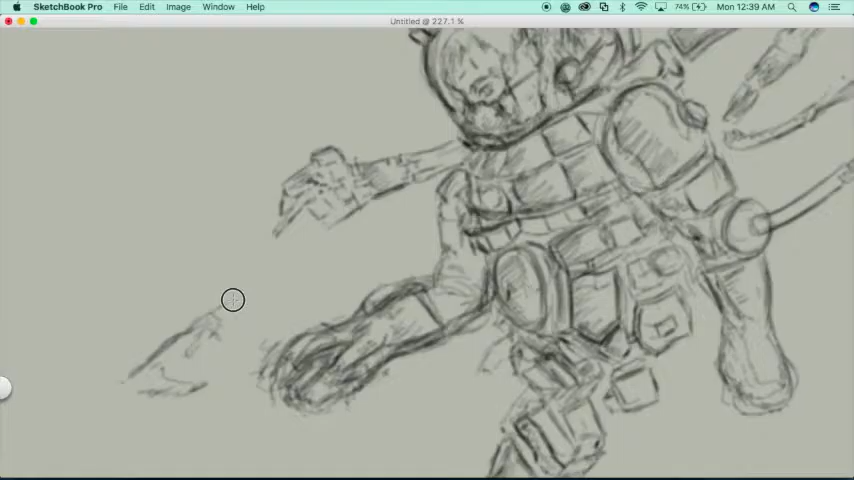 SketchBook Pro File Edit Image Window Help 74% Mon 12:39 AM
Untitled @ 227.1 %